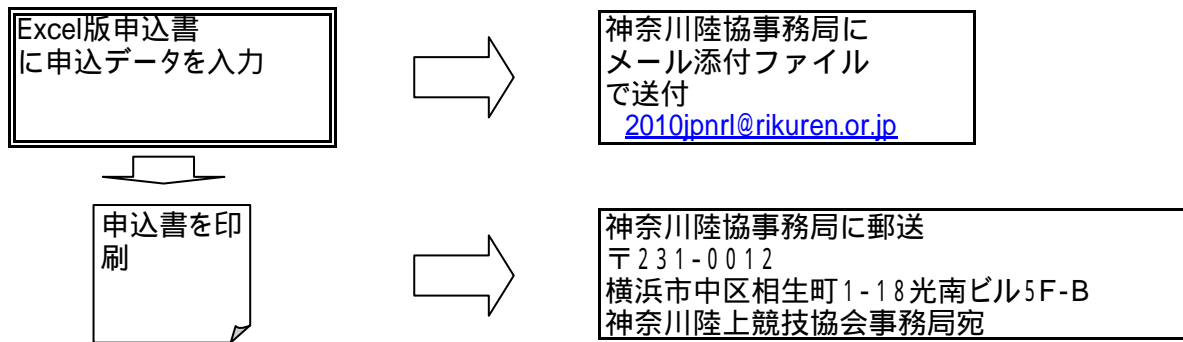 Excel版申込書
に申込データを入力
神奈川陸協事務局に
メール添付ファイル
で送付
2010jpnrl@rikuren.or.jp
申込書を印
刷
神奈川陸協事務局に郵送
〒231-0012
横浜市中区相生町1-18光南ビル5F-B
神奈川陸上競技協会事務局宛